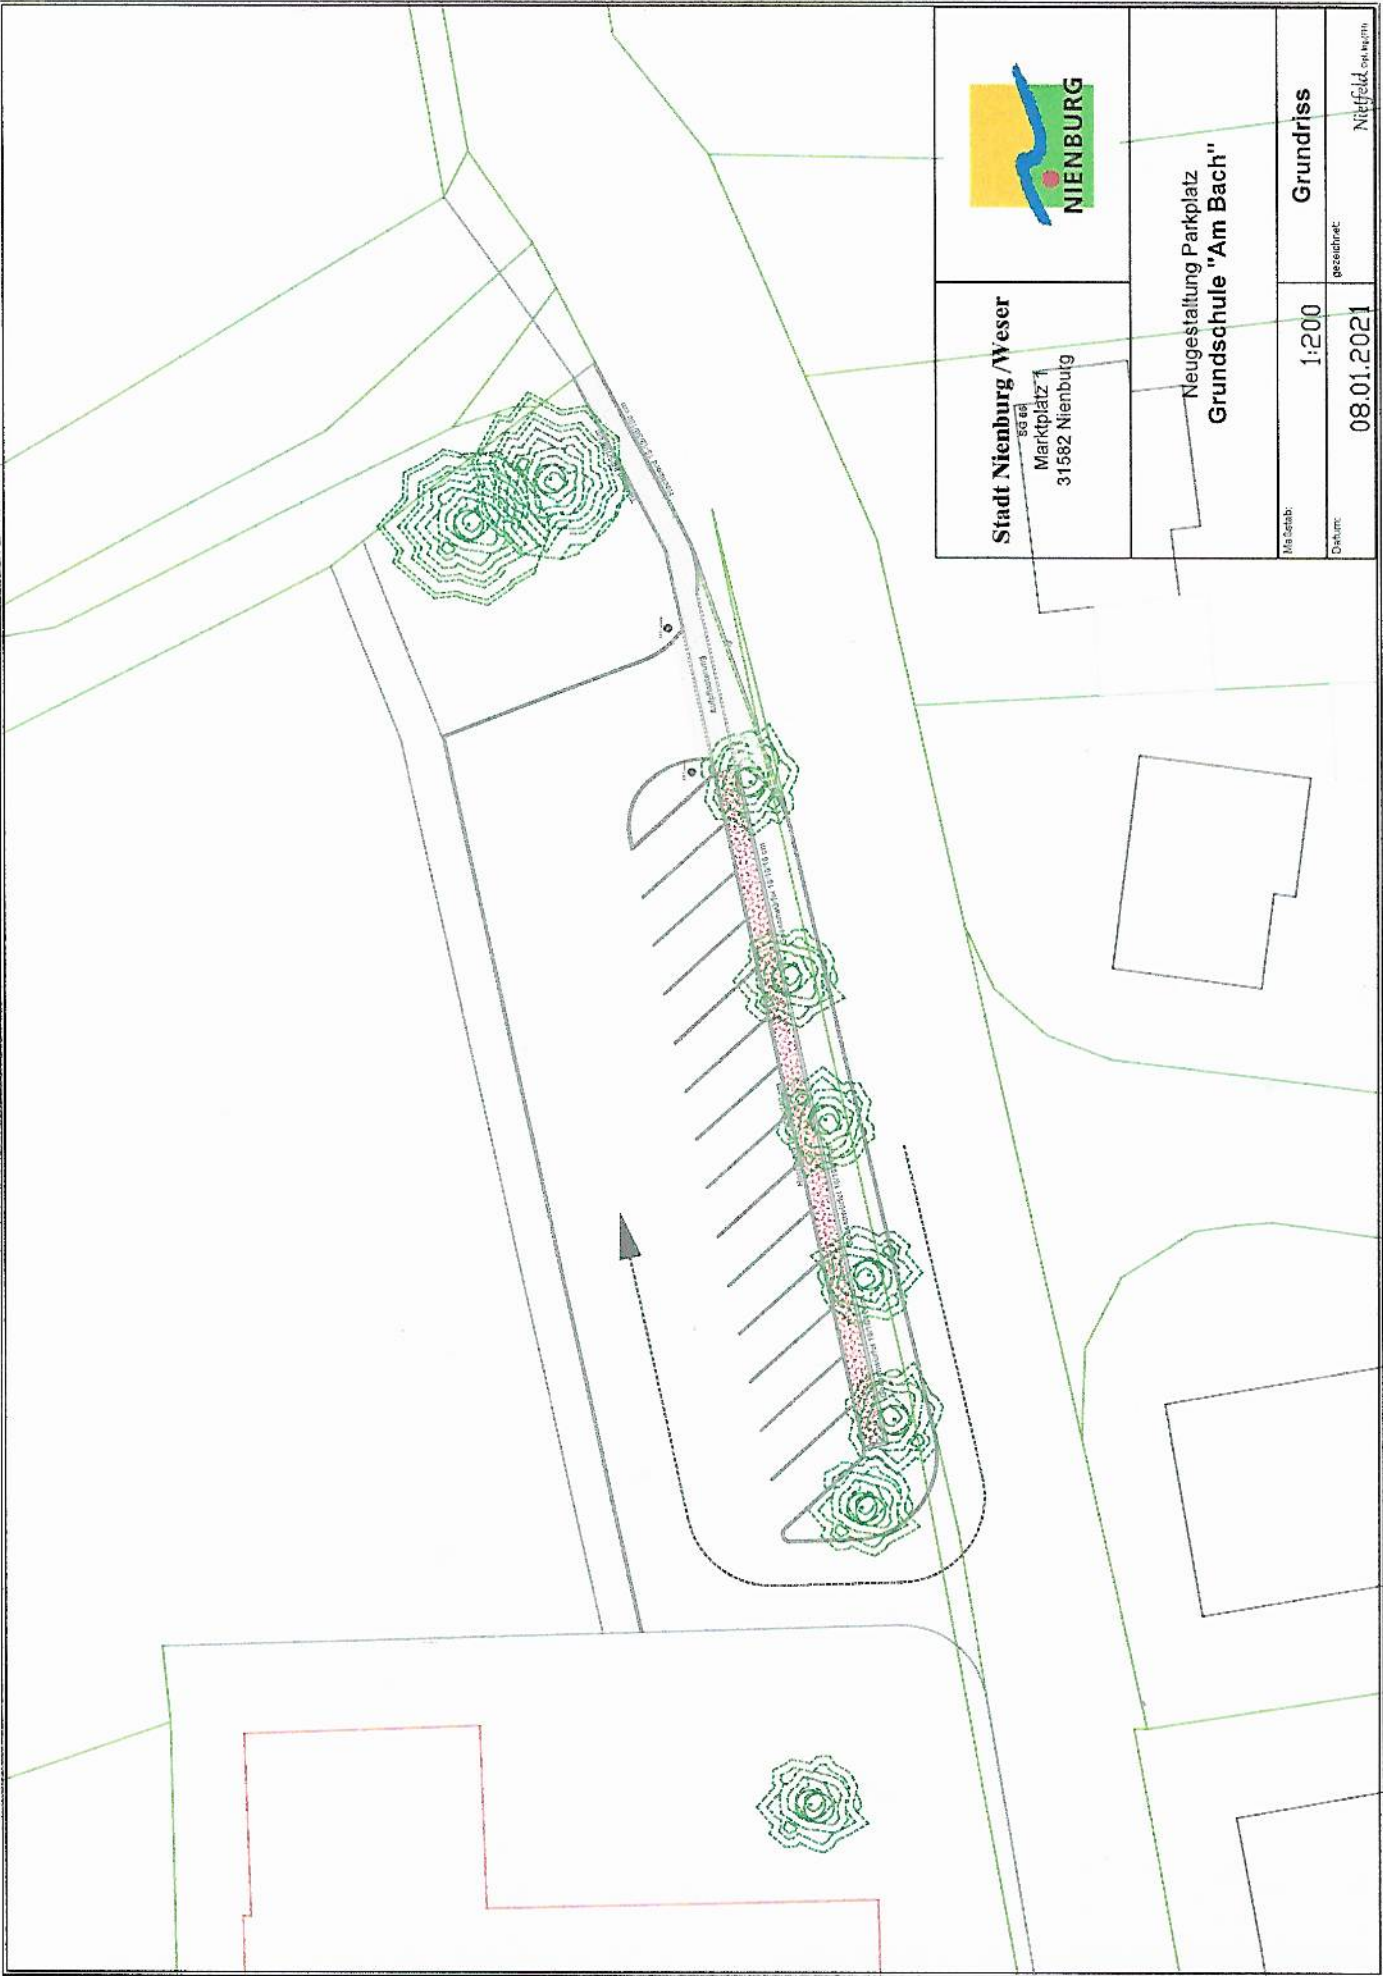 NIENBURG
Stadt Nienburg/Weser
SG 66
Marktplatz 1
31582 Nienburg
Neugestaltung Parkplatz
Grundschule "Am Bach"
Maßstab:
1:200
Grundriss
Datum:
08.01.2021
gezeichnet:
Nietfeld
Aufpflasterung